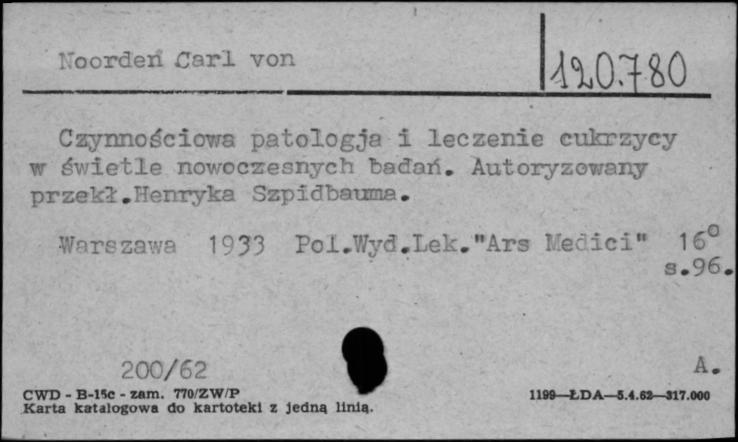 Noorden Carl von
120.780
Czynnościowa patologja i leczenie cukrzycy
w świetle nowoczesnych badań. Autoryzowany
przekł.Henryka Szpidbauma.
Warszawa 1933 Pol.Wyd.Lek."Ars Medici" 16°
s.96.
200/62
A.
CWD - B-15c - zam. 770/ZW/P
1199—ŁDA—5.4.62—317.000
Karta katalogowa do kartoteki z jedną linią.